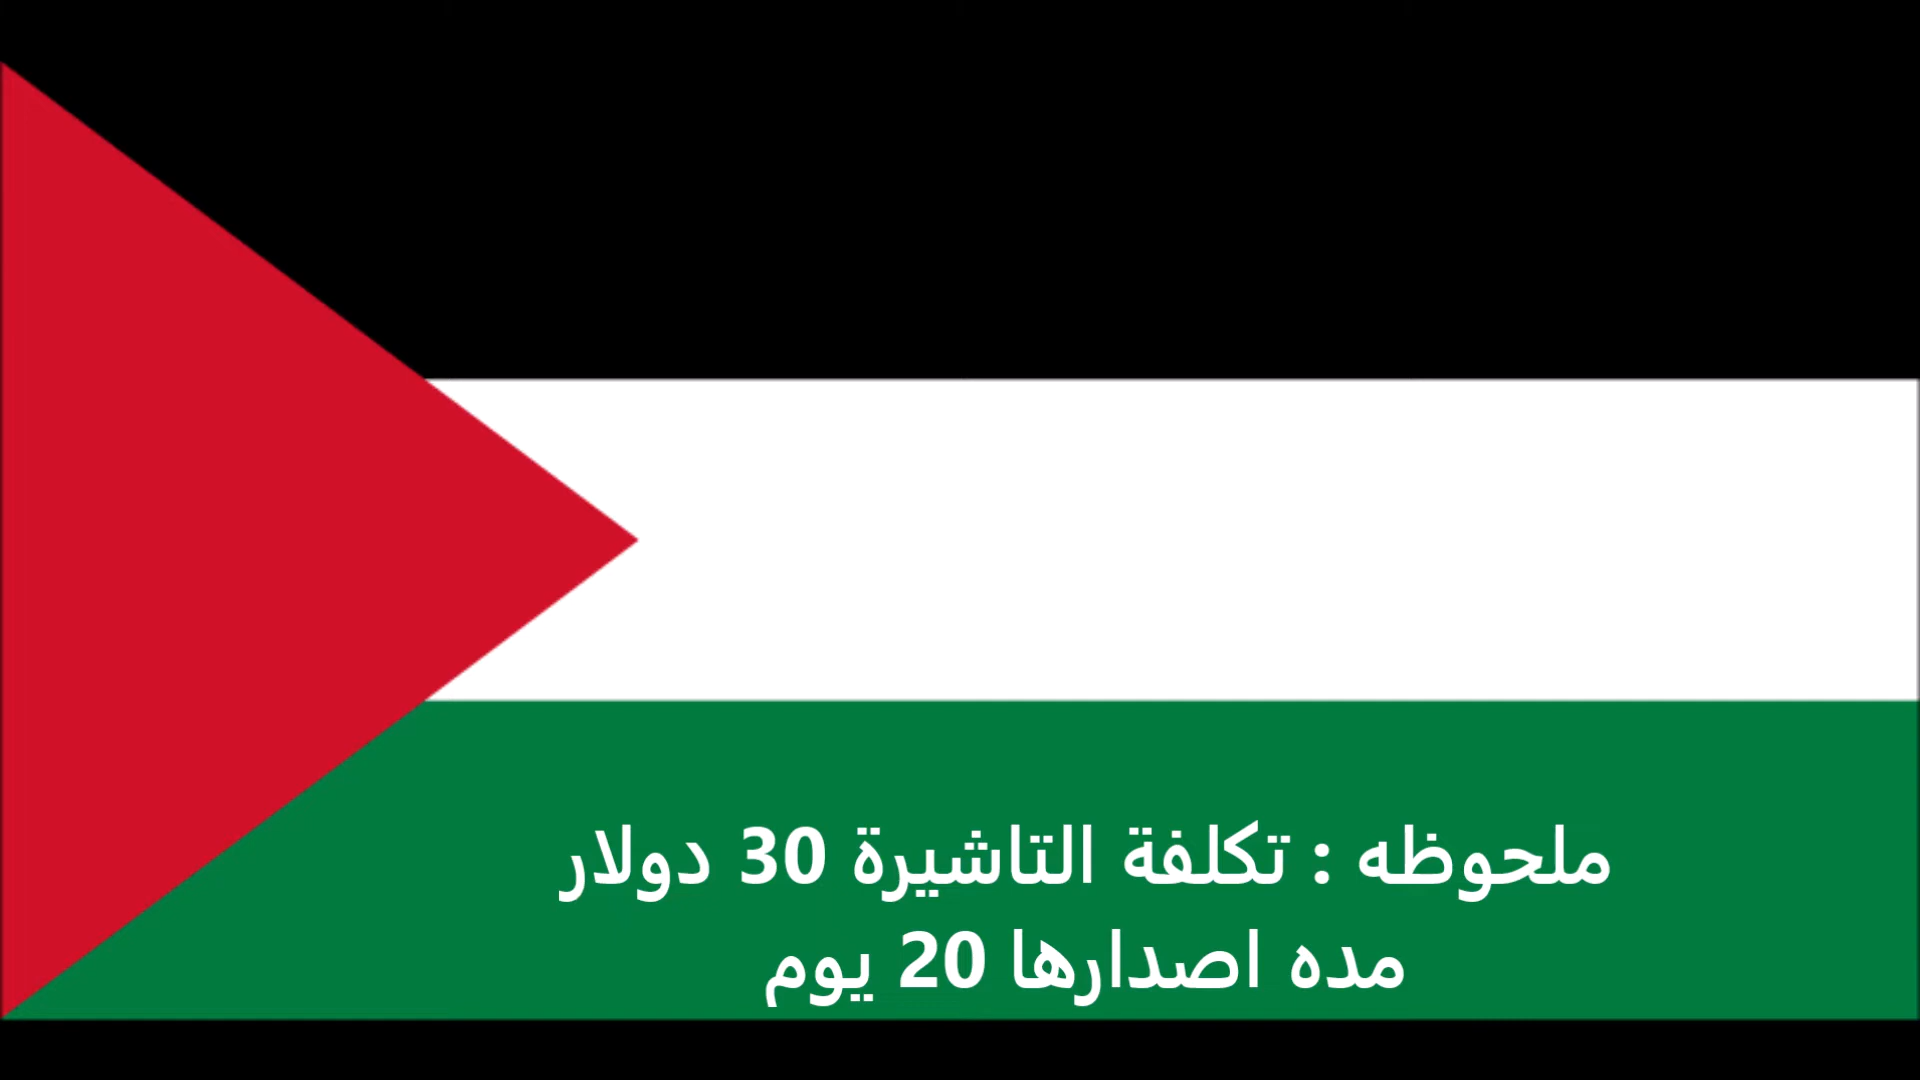 ملحوظه : تكلفة التاشيرة 30 دولار
مده اصدارها 20 يوم